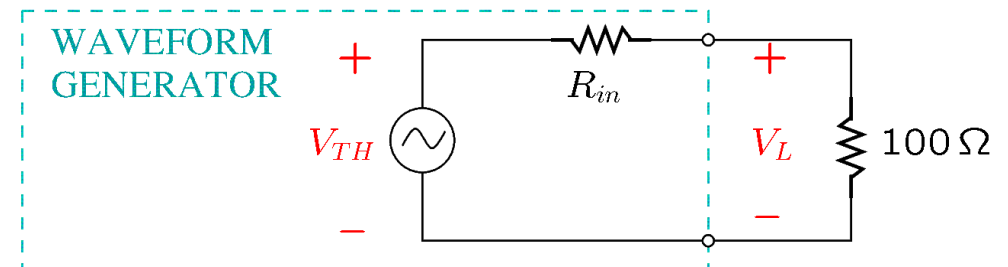 WAVEFORM
GENERATOR
+
R_in
+
V_TH
V_L
100 Ω
−
−